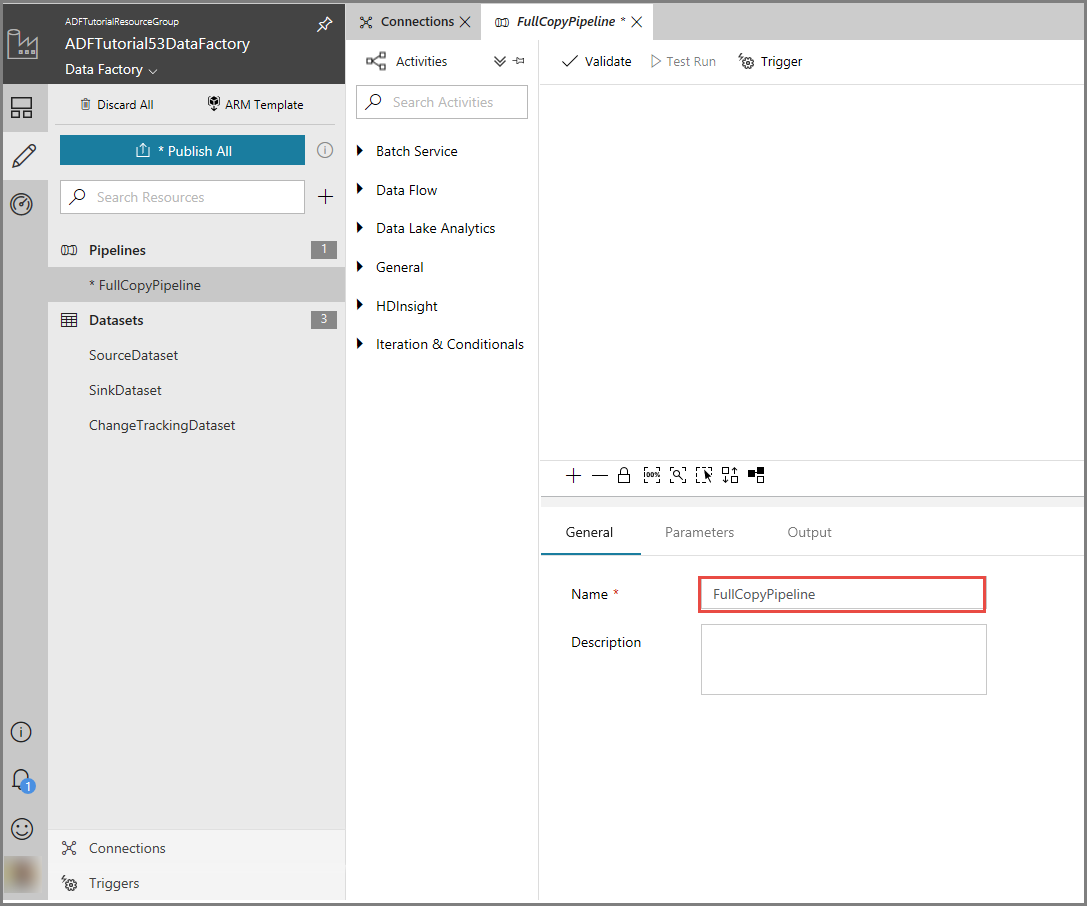 ADFTutorialResourceGroup
ADFTutorial53DataFactory
Data Factory
Discard All
ARM Template
* Publish All
Search Resources
Pipelines 1
* FullCopyPipeline
Datasets 3
SourceDataset
SinkDataset
ChangeTrackingDataset
1
Connections
Triggers
Connections
FullCopyPipeline *
Activities
Search Activities
Batch Service
Data Flow
Data Lake Analytics
General
HDInsight
Iteration & Conditionals
Validate
Test Run
Trigger
100%
General
Parameters
Output
Name *
FullCopyPipeline
Description